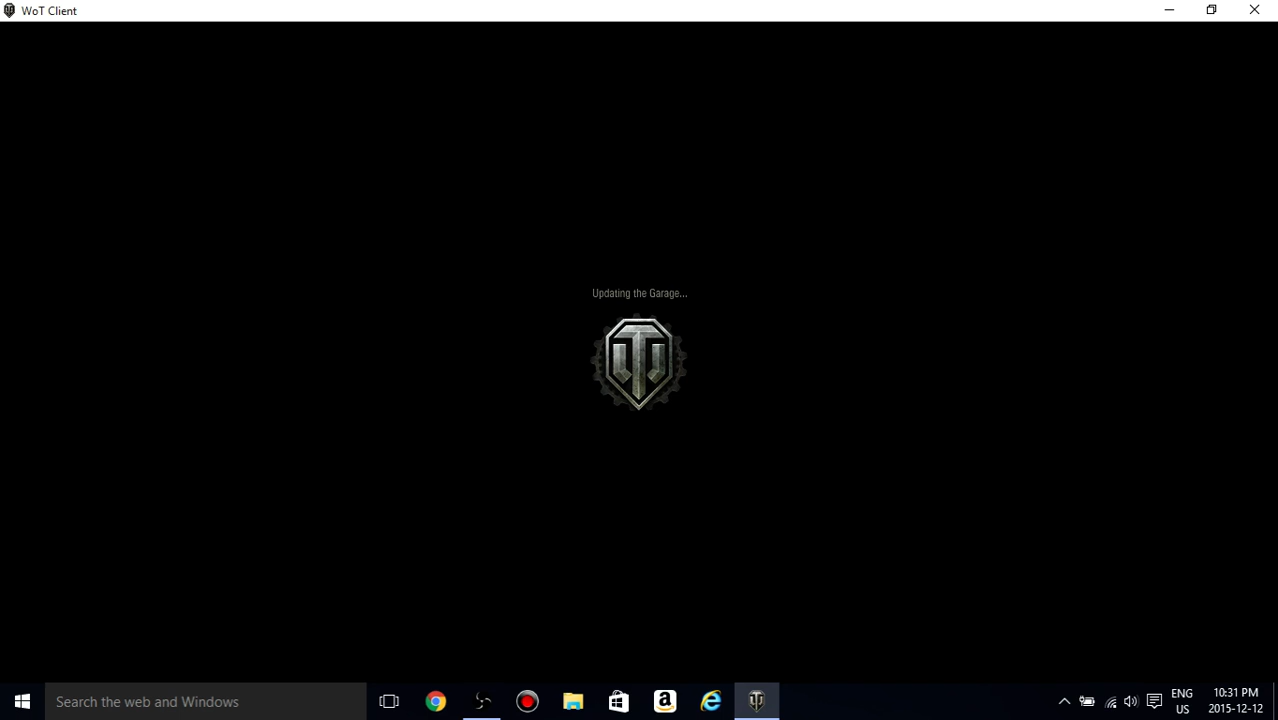 WoT Client
Updating the Garage...
Search the web and Windows
ENG
US
10:31 PM
2015-12-12